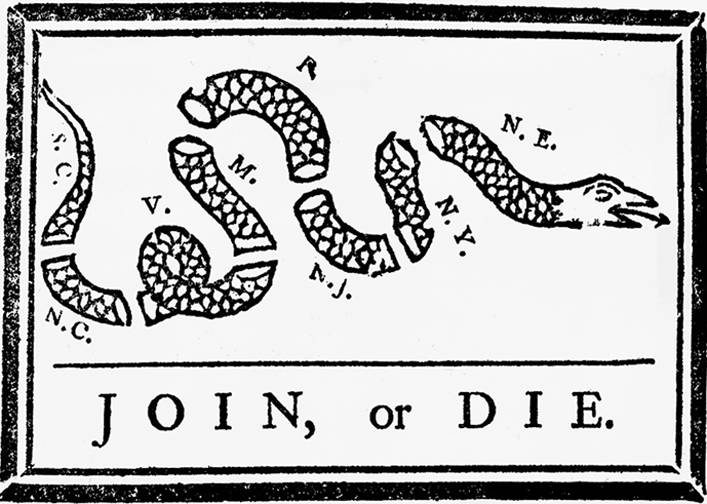 R
N. E.
S. C.
M.
V.
N. Y.
N. J.
N. C.
JOIN, or DIE.